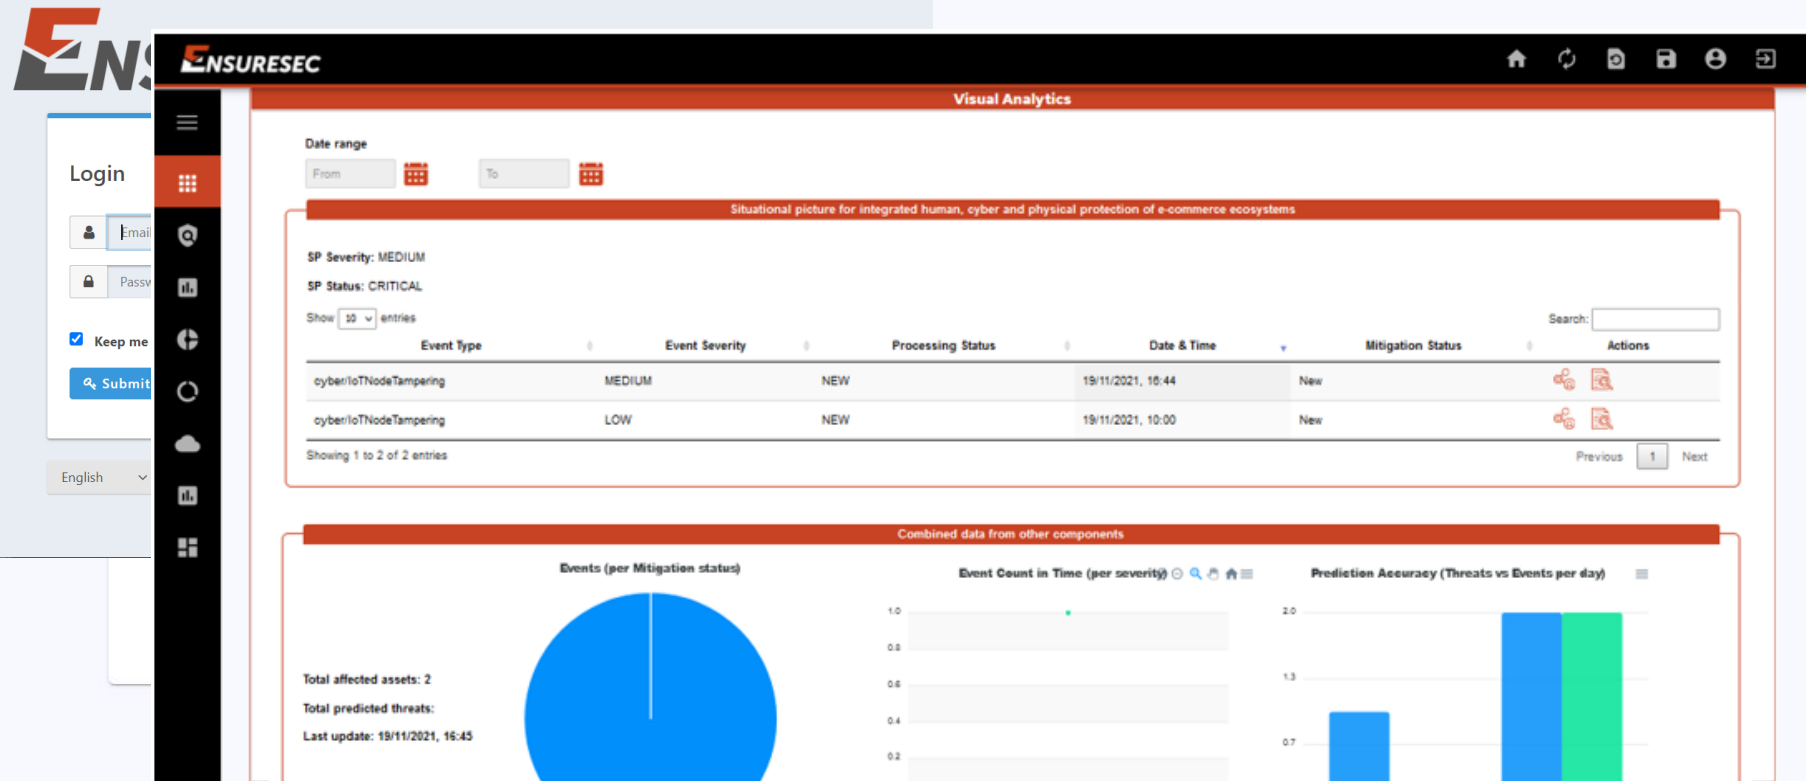 ENS
Login
Email
Passw
Keep me
Submit
English
ENSURESEC
Visual Analytics
Date range
From
To
Situational picture for integrated human, cyber and physical protection of e-commerce ecosystems
SP Severity: MEDIUM
SP Status: CRITICAL
Show 10 entries
Search:
Event Type Event Severity Processing Status Date & Time Mitigation Status Actions
cyber/IoTNodeTampering MEDIUM NEW 19/11/2021, 16:44 New
cyber/IoTNodeTampering LOW NEW 19/11/2021, 10:00 New
Showing 1 to 2 of 2 entries
Previous 1 Next
Combined data from other components
Events (per Mitigation status)
Total affected assets: 2
Total predicted threats:
Last update: 19/11/2021, 16:45
Event Count in Time (per severity)
1.0
0.8
0.6
0.4
0.2
Prediction Accuracy (Threats vs Events per day)
2.0
1.3
0.7